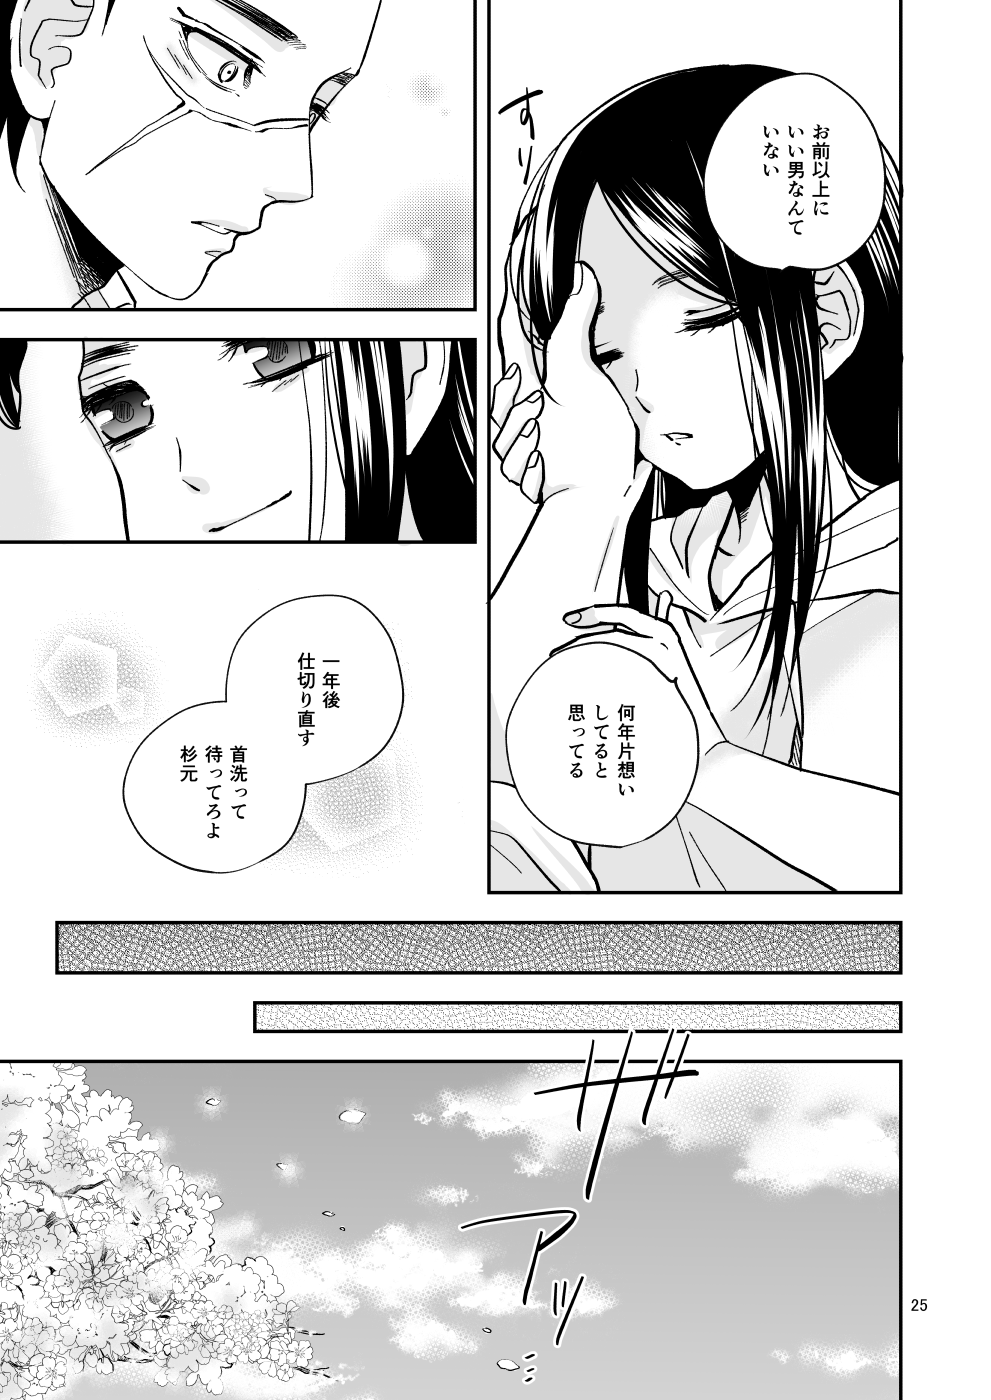 お前以上に
いい男なんて
いない
すり
何年片想い
してると
思ってる
一年後
仕切り直す
首洗って
待ってろよ
杉元
ザアッ
25